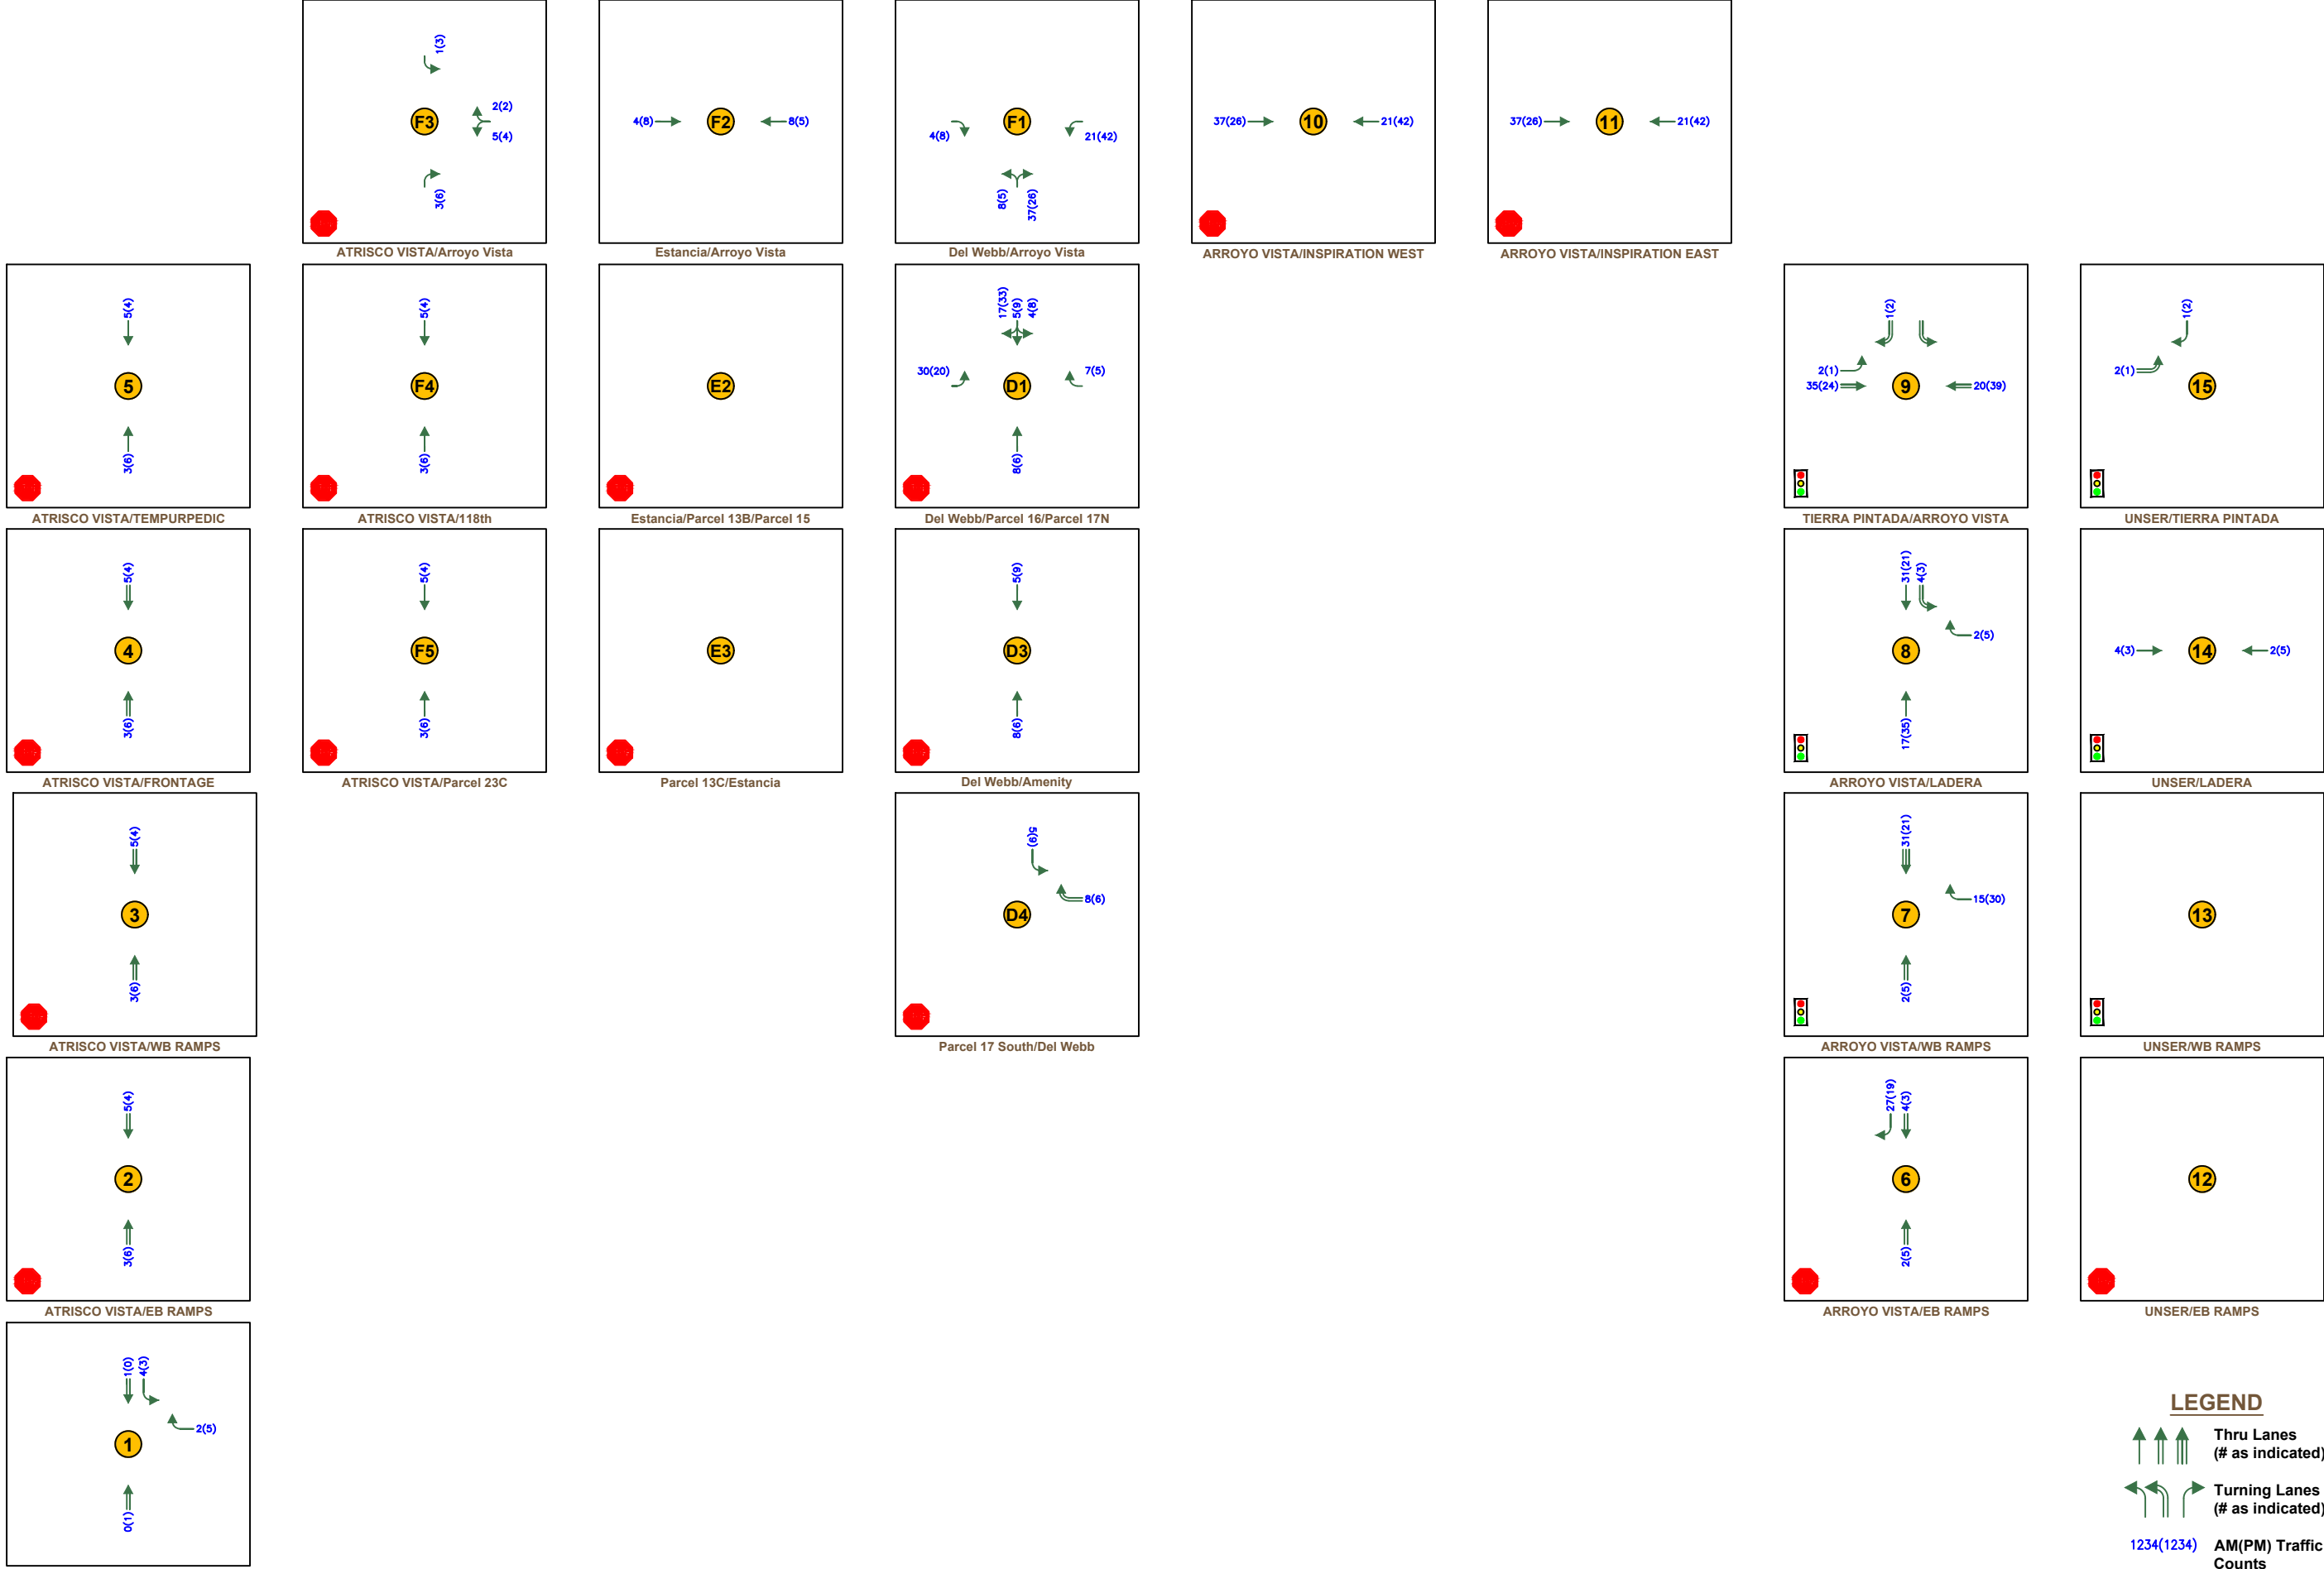 1(3)
F3
2(2)
5(4)
3(6)
ATRISCO VISTA/Arroyo Vista
4(8)
F2
8(5)
Estancia/Arroyo Vista
4(8)
F1
21(42)
8(5)
37(26)
Del Webb/Arroyo Vista
37(26)
10
21(42)
ARROYO VISTA/INSPIRATION WEST
37(26)
11
21(42)
ARROYO VISTA/INSPIRATION EAST
5(4)
5
3(6)
ATRISCO VISTA/TEMPURPEDIC
5(4)
F4
3(6)
ATRISCO VISTA/118th
E2
Estancia/Parcel 13B/Parcel 15
17(33)
5(9)
4(8)
30(20)
D1
7(5)
8(6)
Del Webb/Parcel 16/Parcel 17N
1(2)
2(1)
35(24)
9
20(39)
TIERRA PINTADA/ARROYO VISTA
1(2)
2(1)
15
UNSER/TIERRA PINTADA
5(4)
4
3(6)
ATRISCO VISTA/FRONTAGE
5(4)
F5
3(6)
ATRISCO VISTA/Parcel 23C
E3
Parcel 13C/Estancia
5(9)
D3
8(6)
Del Webb/Amenity
31(21)
4(3)
2(5)
8
17(35)
ARROYO VISTA/LADERA
4(3)
14
2(5)
UNSER/LADERA
5(4)
3
3(6)
ATRISCO VISTA/WB RAMPS
5(9)
8(6)
D4
Parcel 17 South/Del Webb
31(21)
15(30)
7
2(5)
ARROYO VISTA/WB RAMPS
13
UNSER/WB RAMPS
5(4)
2
3(6)
ATRISCO VISTA/EB RAMPS
27(19)
4(3)
6
2(5)
ARROYO VISTA/EB RAMPS
12
UNSER/EB RAMPS
1(0)
4(3)
2(5)
1
0(1)
LEGEND
Thru Lanes
(# as indicated)
Turning Lanes
(# as indicated)
1234(1234) AM(PM) Traffic
Counts